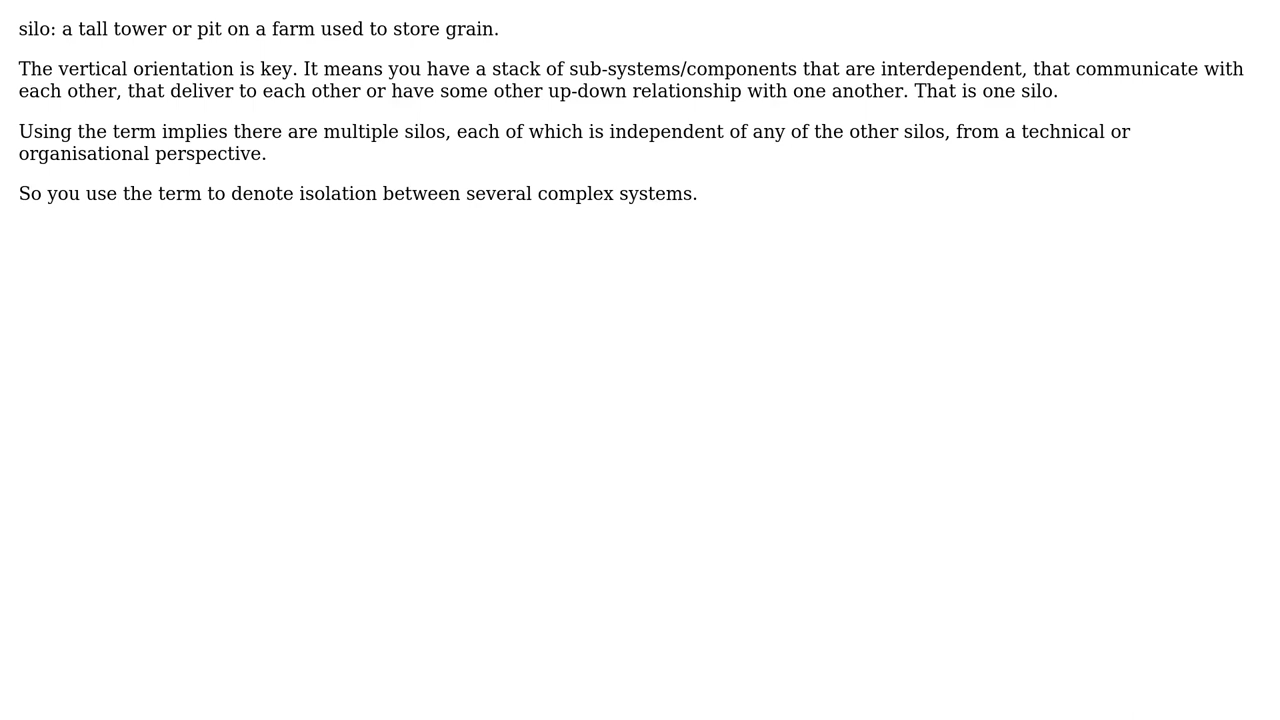 silo: a tall tower or pit on a farm used to store grain.
The vertical orientation is key. It means you have a stack of sub-systems/components that are interdependent, that communicate with
each other, that deliver to each other or have some other up-down relationship with one another. That is one silo.
Using the term implies there are multiple silos, each of which is independent of any of the other silos, from a technical or
organisational perspective.
So you use the term to denote isolation between several complex systems.